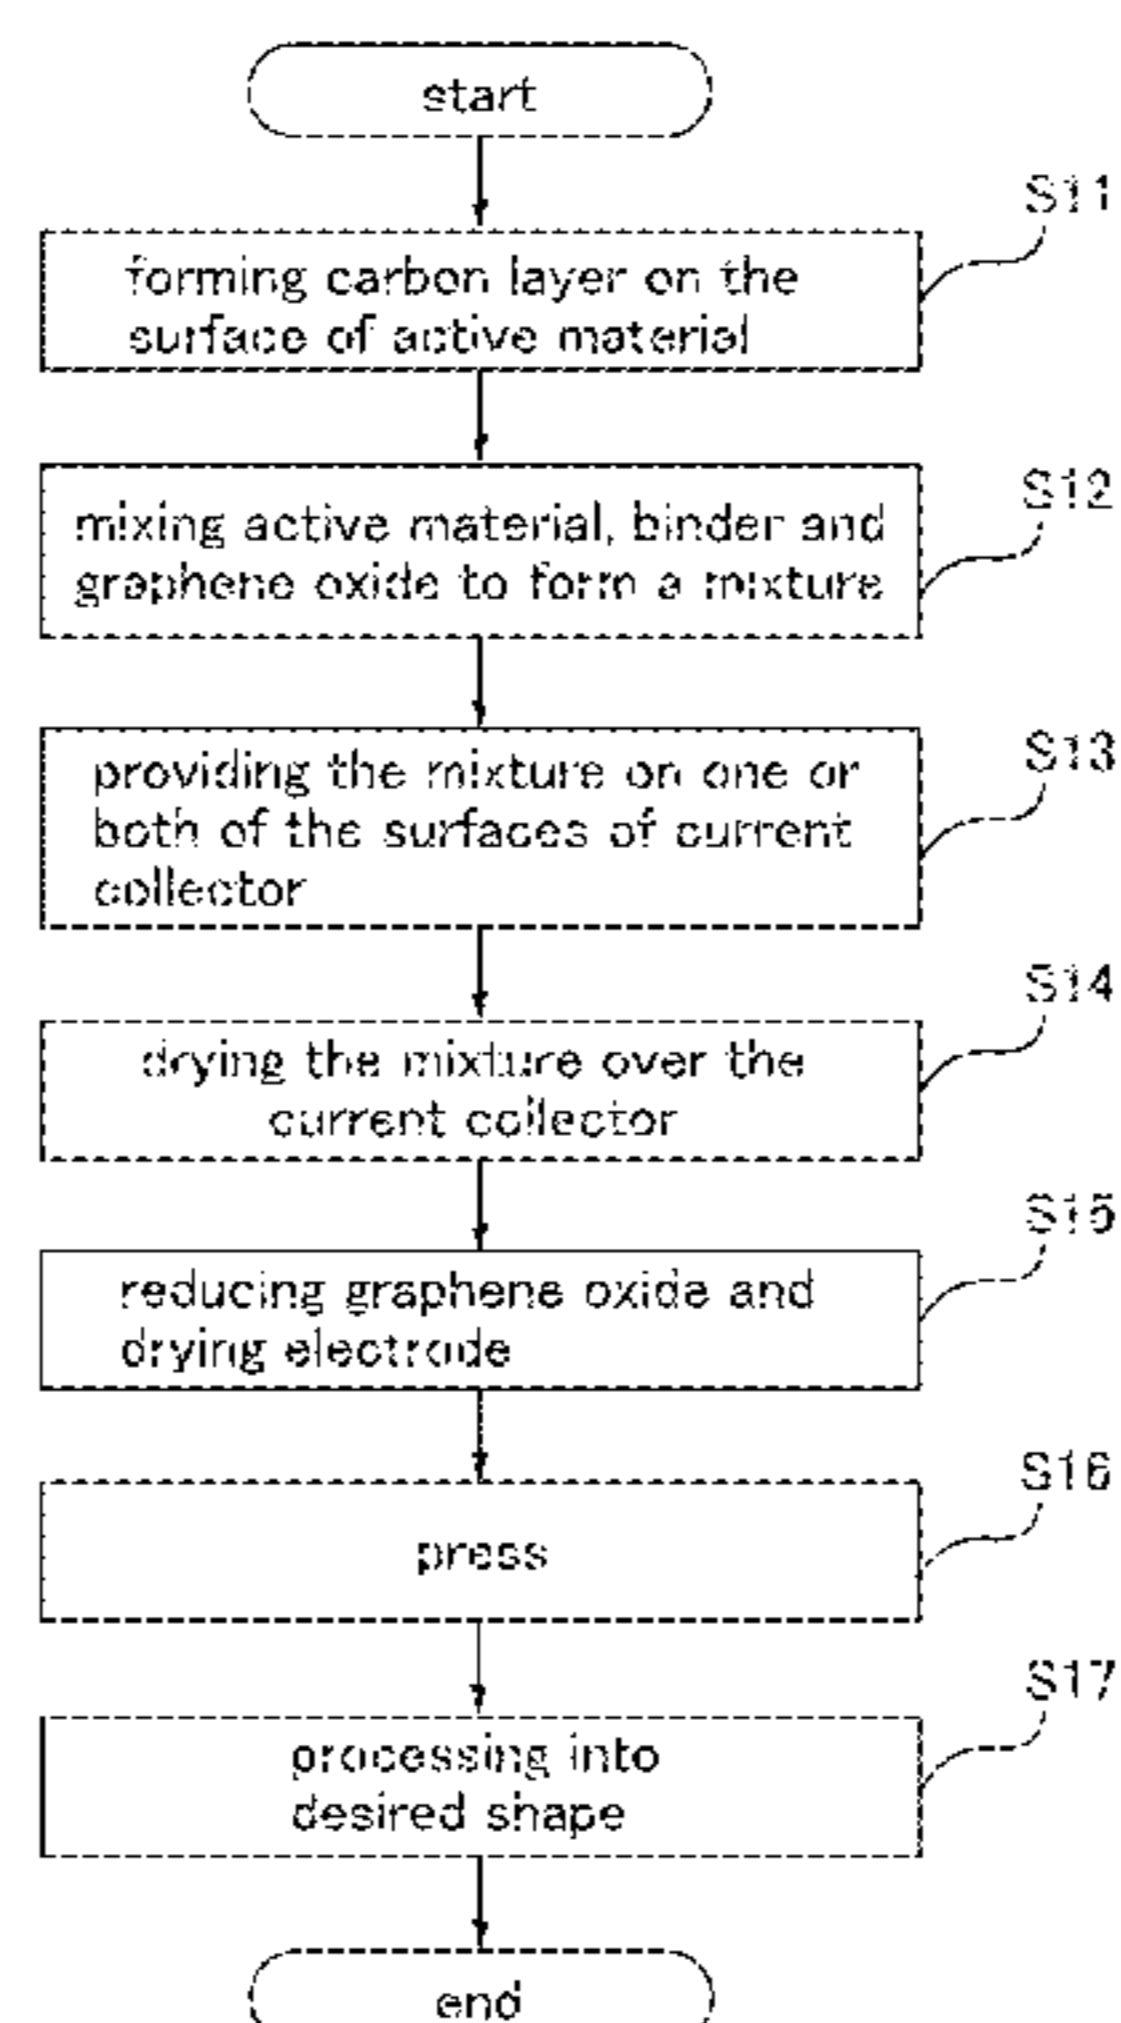 start
S11
forming carbon layer on the
surface of active material
S12
mixing active material, binder and
graphene oxide to form a mixture
S13
providing the mixture on one or
both of the surfaces of current
collector
S14
drying the mixture over the
current collector
S15
reducing graphene oxide and
drying electrode
S16
press
S17
processing into
desired shape
end